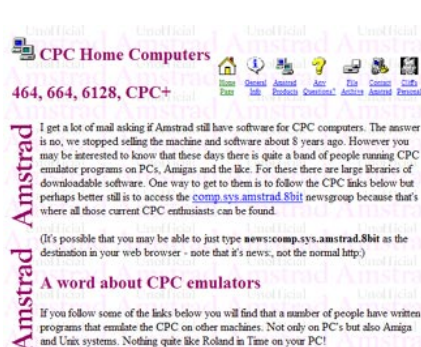 CPC Home Computers
464, 664, 6128, CPC+
Home Page
General Info
Amstrad Products
Any Questions?
File Archive
Contact Amstrad
Cliff's Personal
Amstrad Amstrad
I get a lot of mail asking if Amstrad still have software for CPC computers. The answer
is no, we stopped selling the machine and software about 8 years ago. However you
may be interested to know that these days there is quite a band of people running CPC
emulator programs on PCs, Amigas and the like. For these there are large libraries of
downloadable software. One way to get to them is to follow the CPC links below but
perhaps better still is to access the comp.sys.amstrad.8bit newsgroup because that's
where all those current CPC enthusiasts can be found.
(It's possible that you may be able to just type news:comp.sys.amstrad.8bit as the
destination in your web browser - note that it's news:, not the normal http:)
A word about CPC emulators
If you follow some of the links below you will find that a number of people have written
programs that emulate the CPC on other machines. Not only on PC's but also Amiga
and Unix systems. Nothing quite like Roland in Time on your PC!